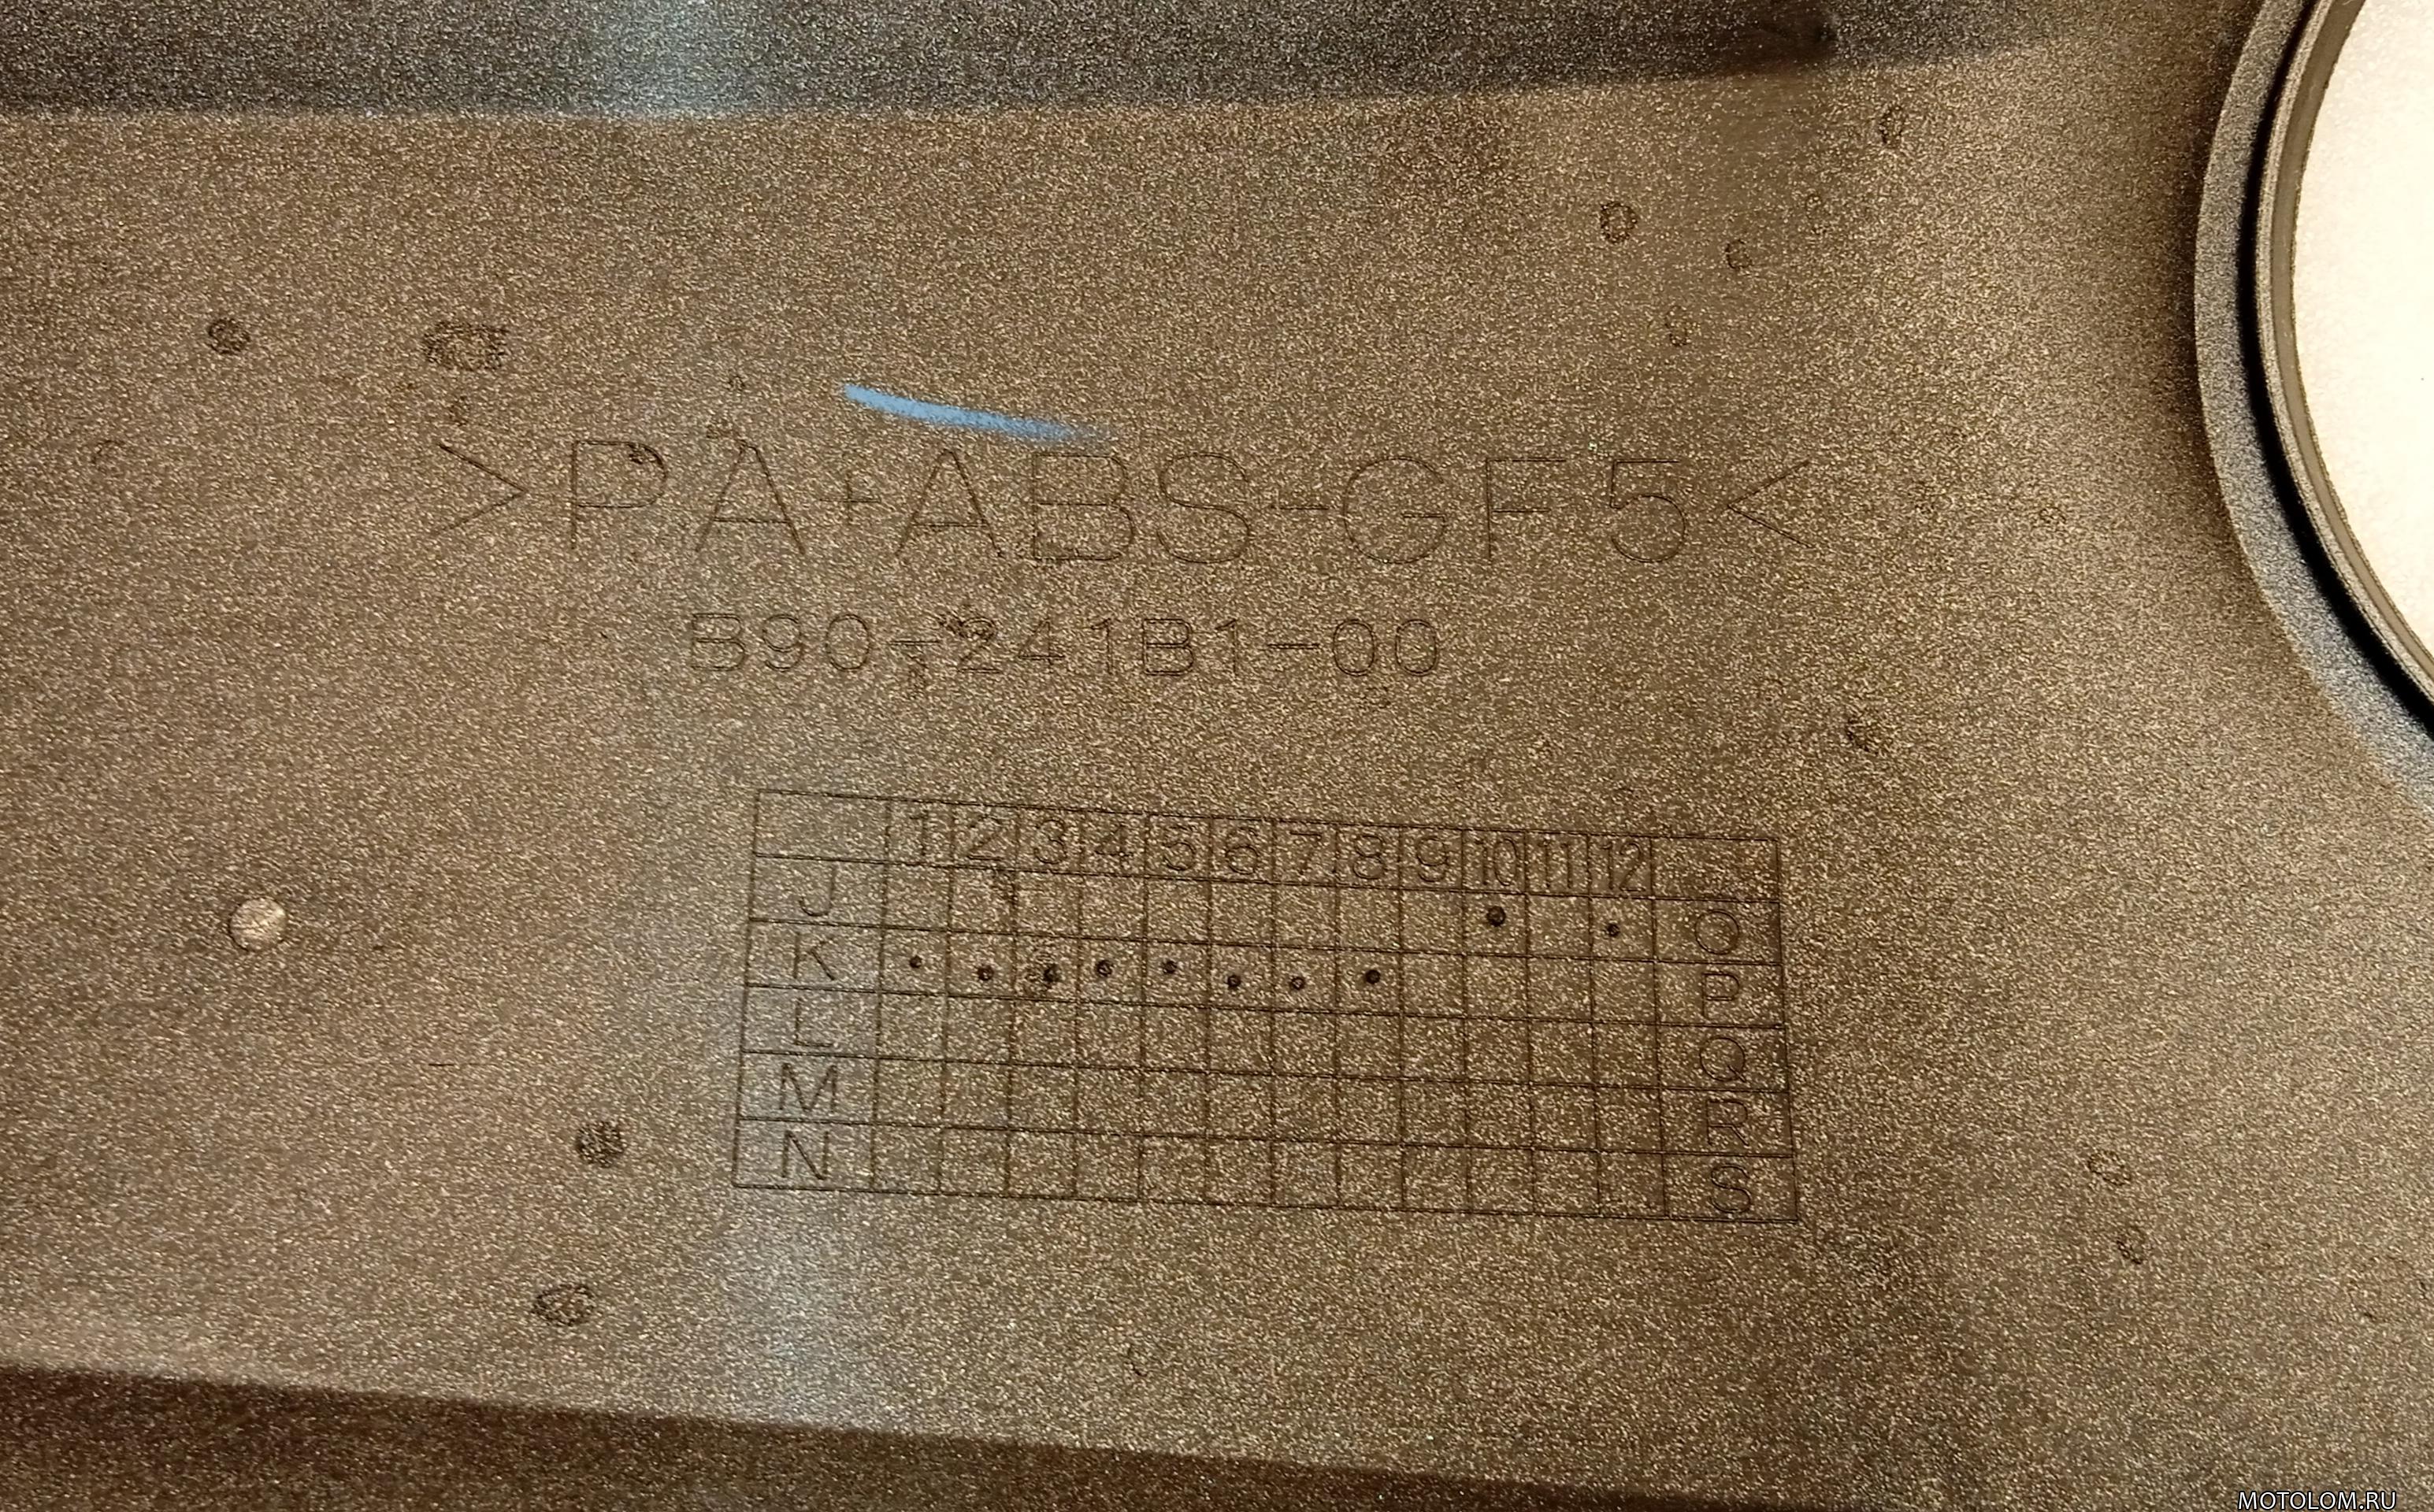 >PA+ABS-GF5<
B90-241B1-00
1 2 3 4 5 6 7 8 9 10 11 12
J O
K P
L Q
M R
N S
MOTOLOM.RU